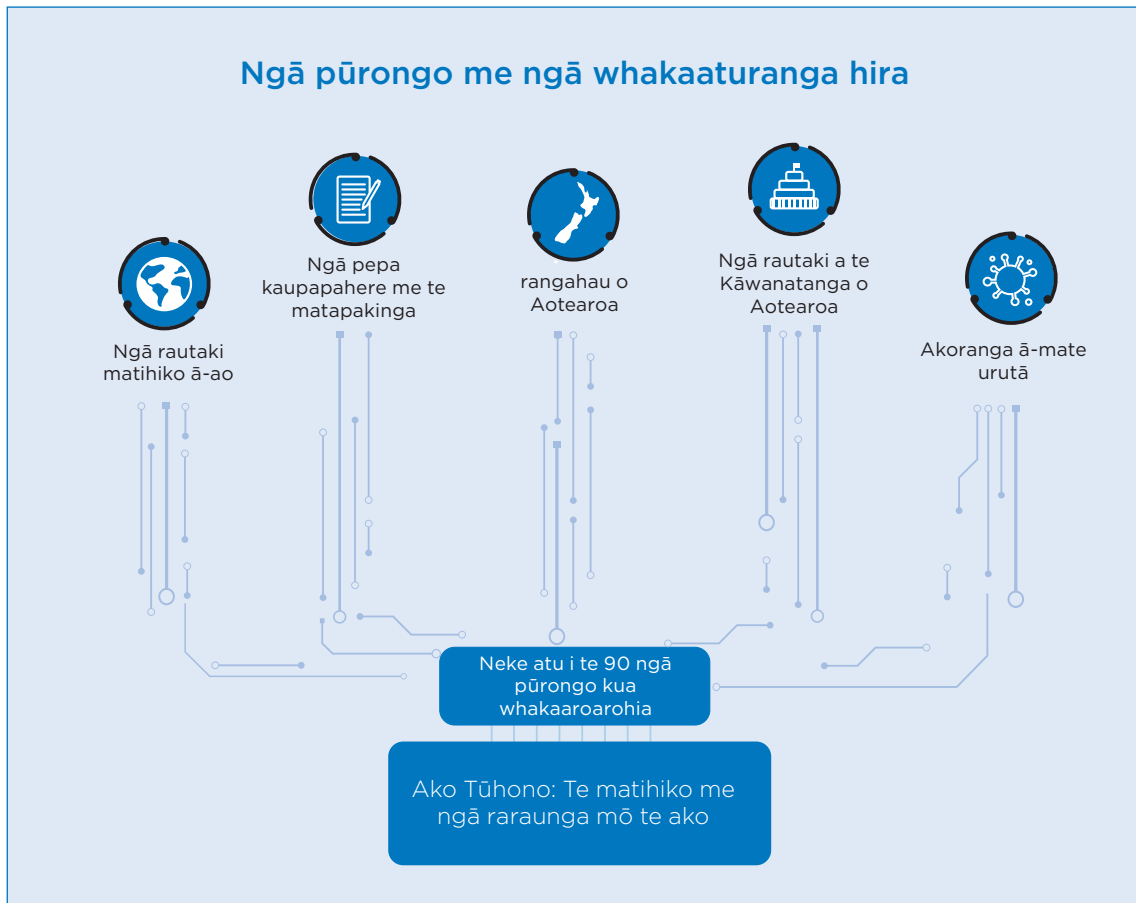 Ngā pūrongo me ngā whakaaturanga hira
Ngā rautaki
matihiko ā-ao
Ngā pepa
kaupapahere me te
matapakinga
rangahau o
Aotearoa
Ngā rautaki a te
Kāwanatanga o
Aotearoa
Akoranga ā-mate
urutā
Neke atu i te 90 ngā
pūrongo kua
whakaaroarohia
Ako Tūhono: Te matihiko me
ngā raraunga mō te ako